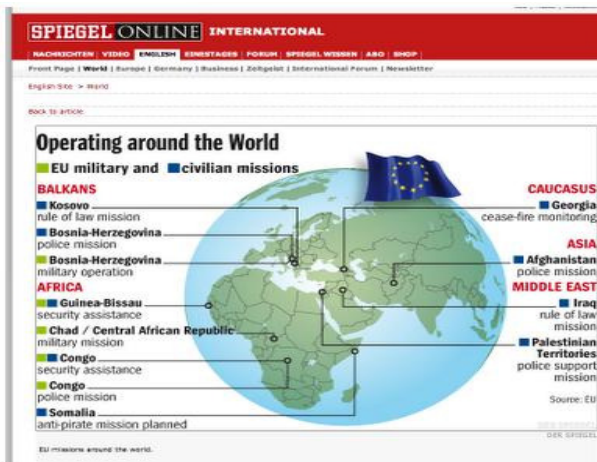 SPIEGEL ONLINE INTERNATIONAL
NACHRICHTEN | VIDEO | ENGLISH | EINESTAGES | FORUM | SPIEGEL WISSEN | ABO | SHOP
Front Page | World | Europe | Germany | Business | Zeitgeist | International Forum | Newsletter
English Site > World
Back to article
Operating around the World
EU military and civilian missions
BALKANS
Kosovo
rule of law mission
Bosnia-Herzegovina
police mission
Bosnia-Herzegovina
military operation
AFRICA
Guinea-Bissau
security assistance
Chad / Central African Republic
military mission
Congo
security assistance
Congo
police mission
Somalia
anti-pirate mission planned
CAUCASUS
Georgia
cease-fire monitoring
ASIA
Afghanistan
police mission
MIDDLE EAST
Iraq
rule of law
mission
Palestinian
Territories
police support
mission
Source: EU
DER SPIEGEL
DER SPIEGEL
EU missions around the world.